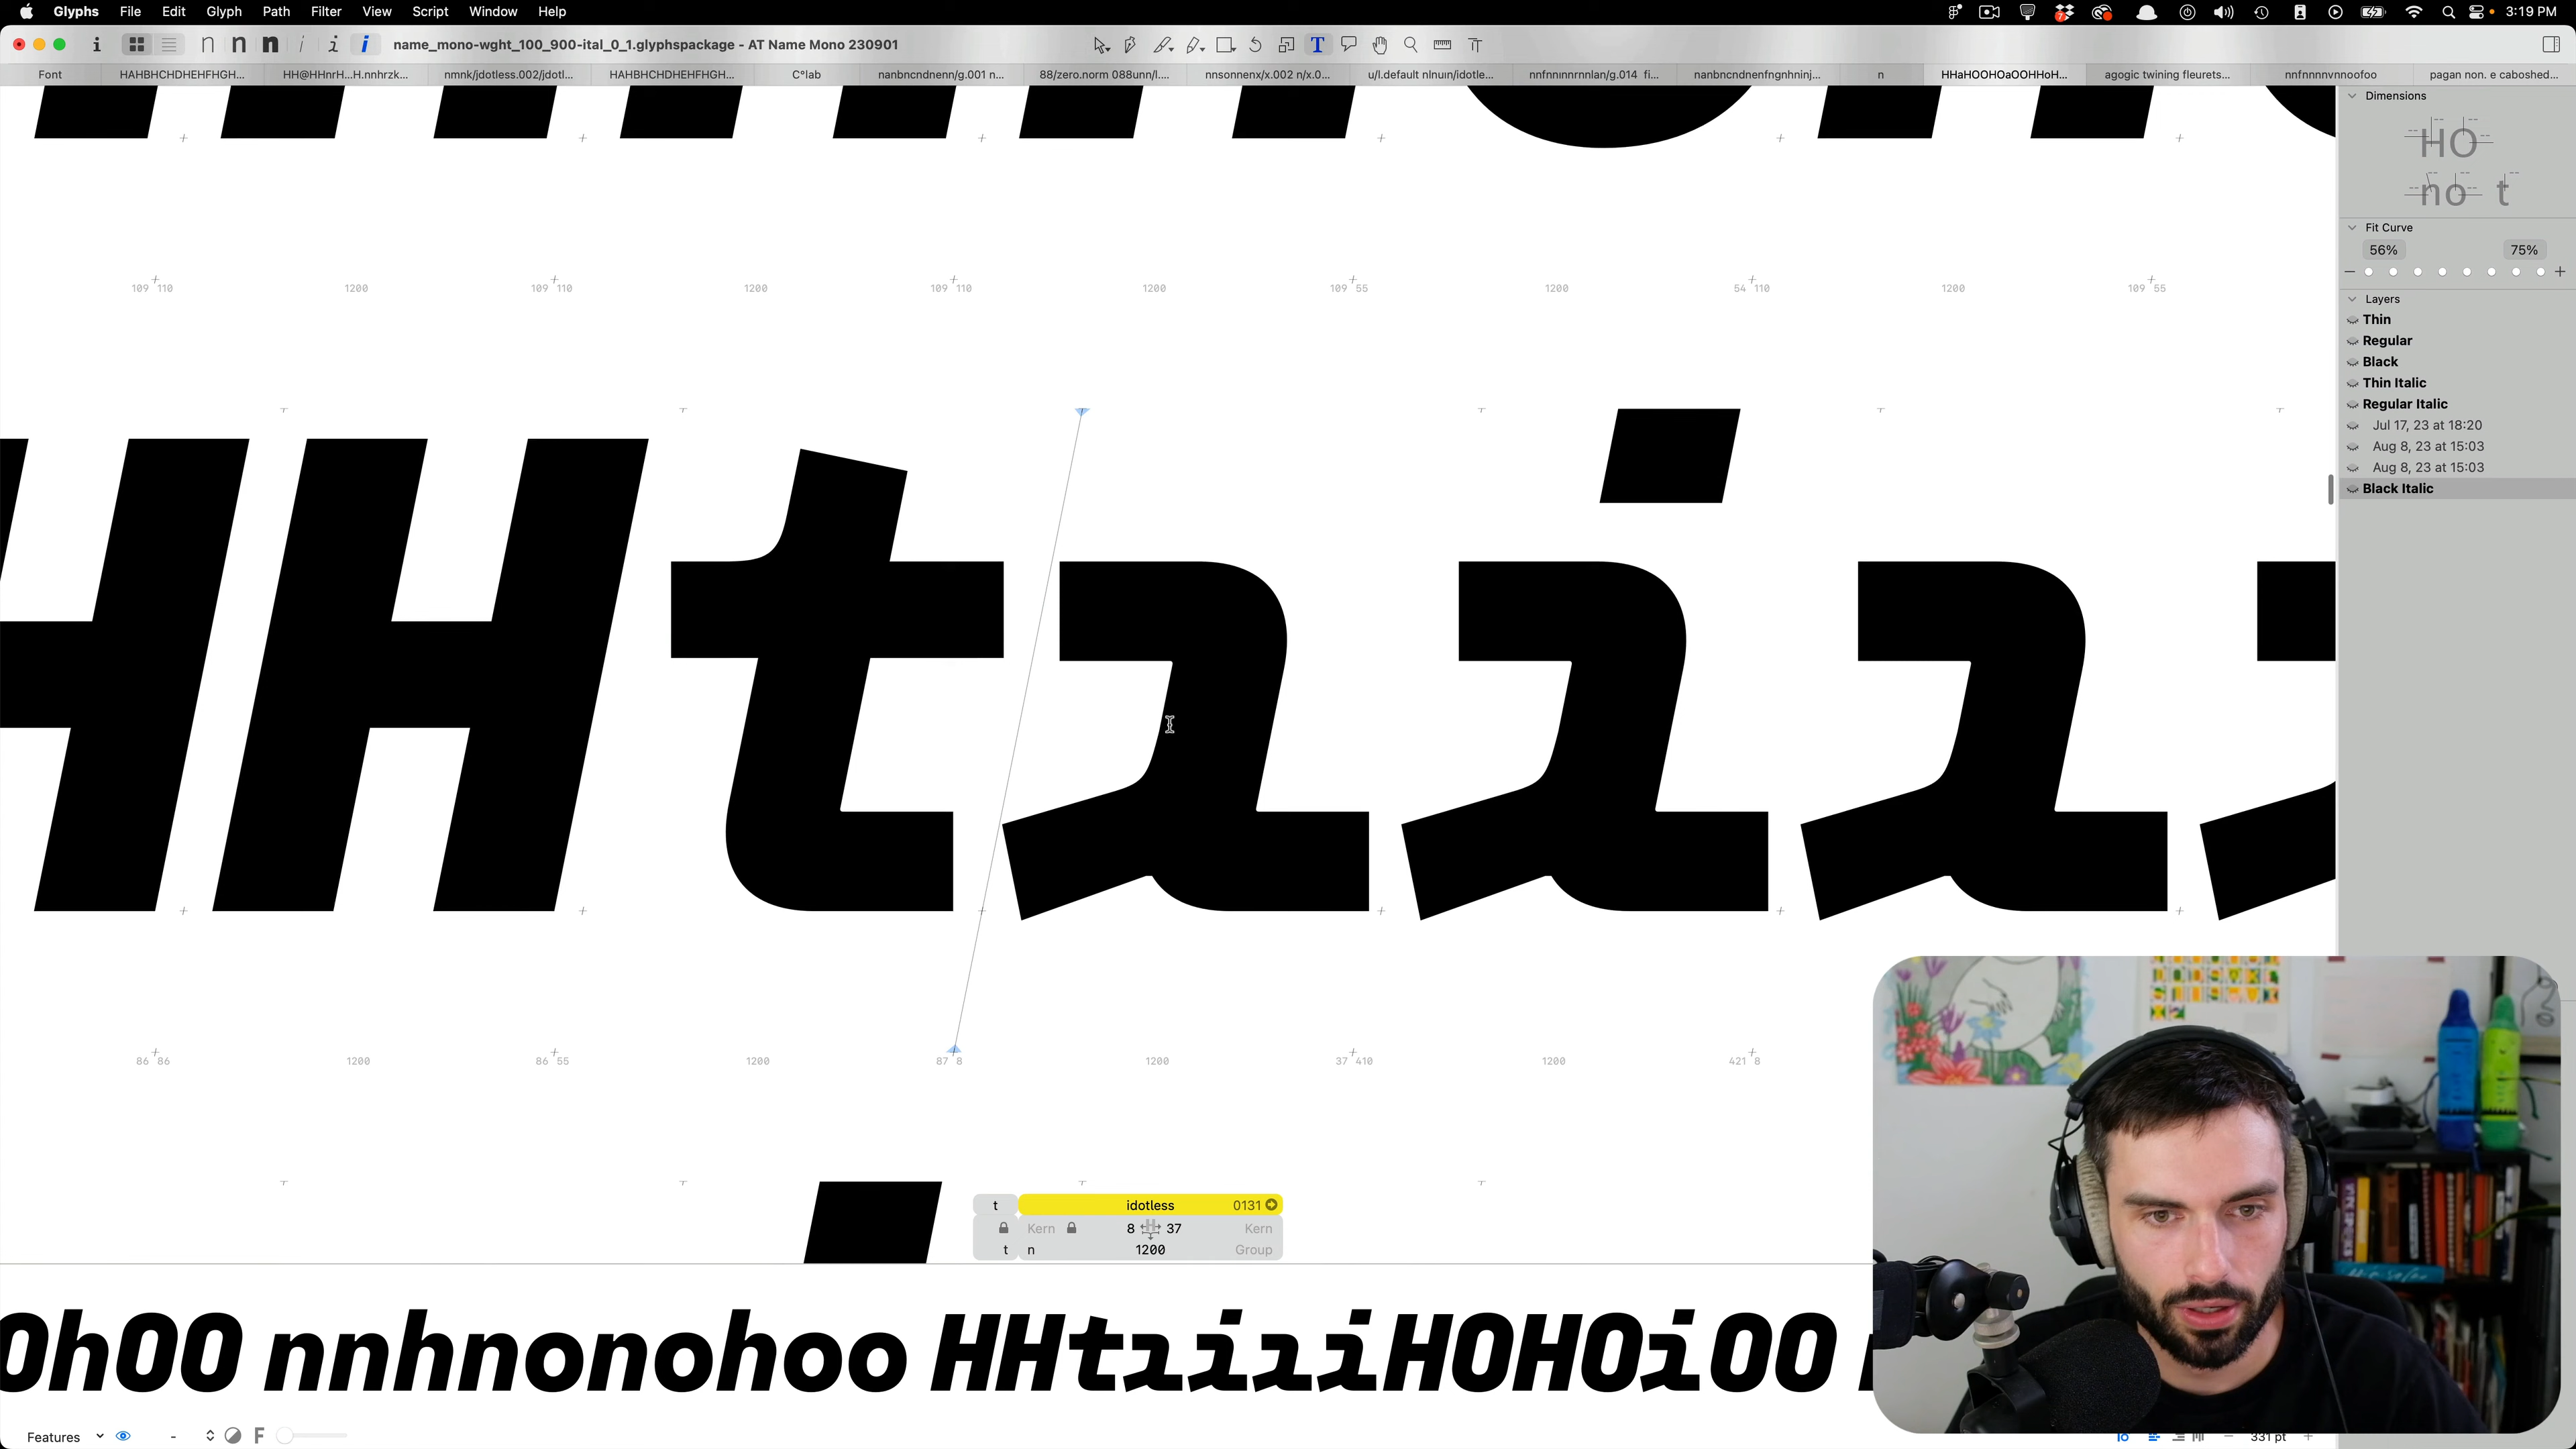 Glyphs File Edit Glyph Path Filter View Script Window Help
7
3:19 PM
name_mono-wght_100_900-ital_0_1.glyphspackage - AT Name Mono 230901
Font HAHBHCHDHEHFHGH... HH@HHnrH...H.nnhrzk... nmnk/jdotless.002/jdotl... HAHBHCHDHEHFHGH... C°lab nanbncndnenn/g.001 n... 88/zero.norm 088unn/l.... nnsonnenx/x.002 n/x.0... u/l.default nlnuın/idotle... nnfnnınnrnnlan/g.014 fi... nanbncndnenfngnhninj... n HHaHOOHOaOOHHoH... agogic twining fleurets... nnfnnnnvnnoofoo pagan non. e caboshed...
Dimensions
HO
no t
Fit Curve
56% 75%
Layers
Thin
Regular
Black
Thin Italic
Regular Italic
Jul 17, 23 at 18:20
Aug 8, 23 at 15:03
Aug 8, 23 at 15:03
Black Italic
109 110 1200 109 110 1200 109 110 1200 109 55 1200 54 110 1200 109 55
HHtıiı
86 86 1200 86 55 1200 87 8 1200 37 410 1200 421 8
t idotless 0131
Kern 8 37 Kern
t n 1200 Group
OhOO nnhnonohoo HHtıiıiHOHOiOO
Features - F 331 pt